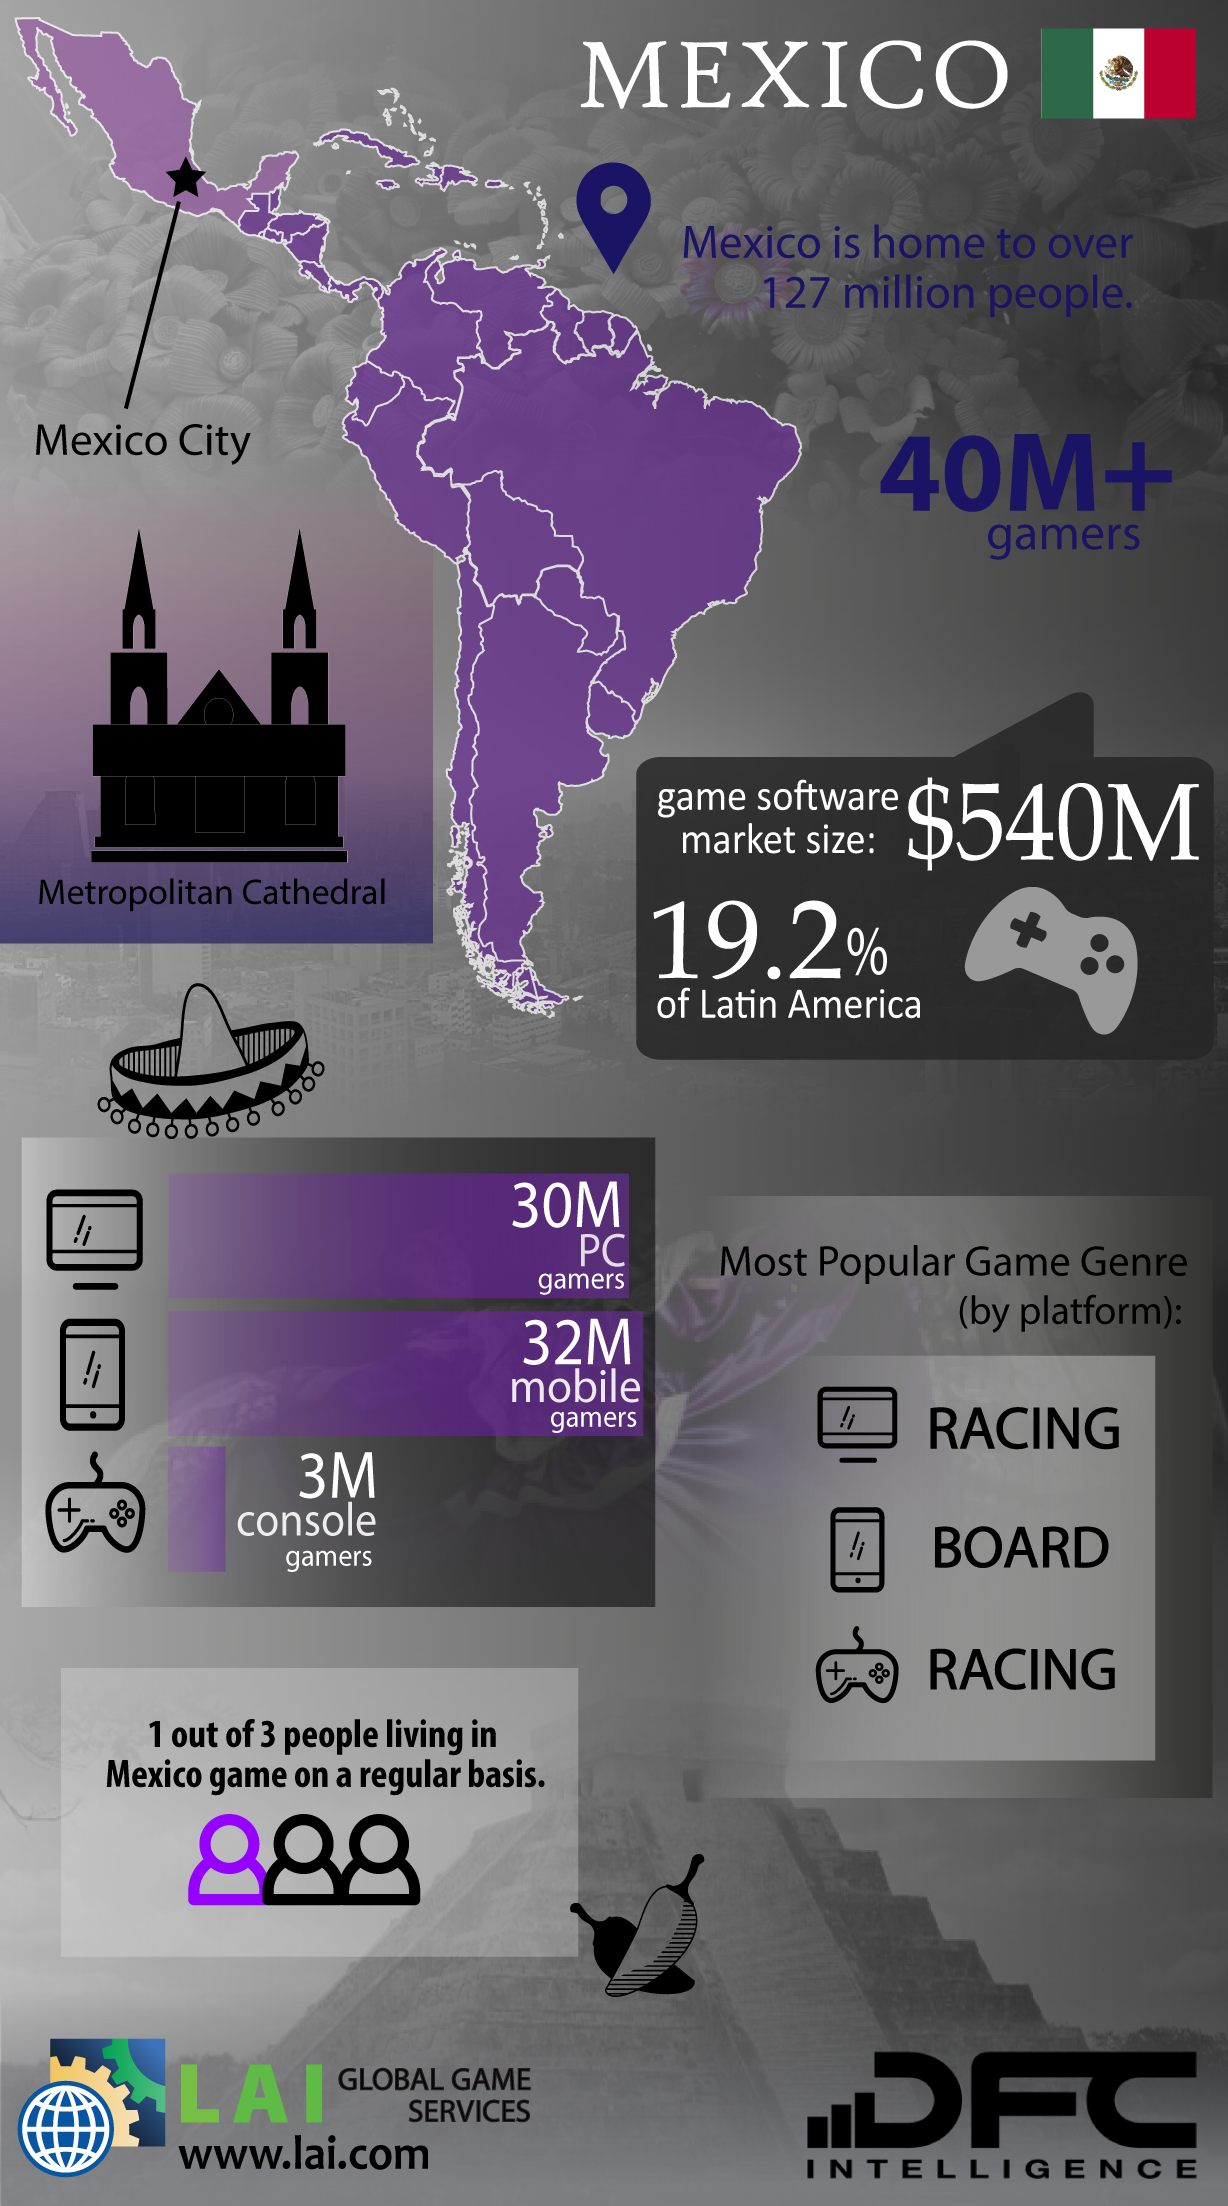 MEXICO
Mexico is home to over
127 million people.
Mexico City
40M+
gamers
Metropolitan Cathedral
game software
market size:
$540M
19.2%
of Latin America
30M
PC
gamers
32M
mobile
gamers
3M
console
gamers
Most Popular Game Genre
(by platform):
RACING
BOARD
RACING
1 out of 3 people living in
Mexico game on a regular basis.
LAI
GLOBAL GAME
SERVICES
www.lai.com
DFC
INTELLIGENCE